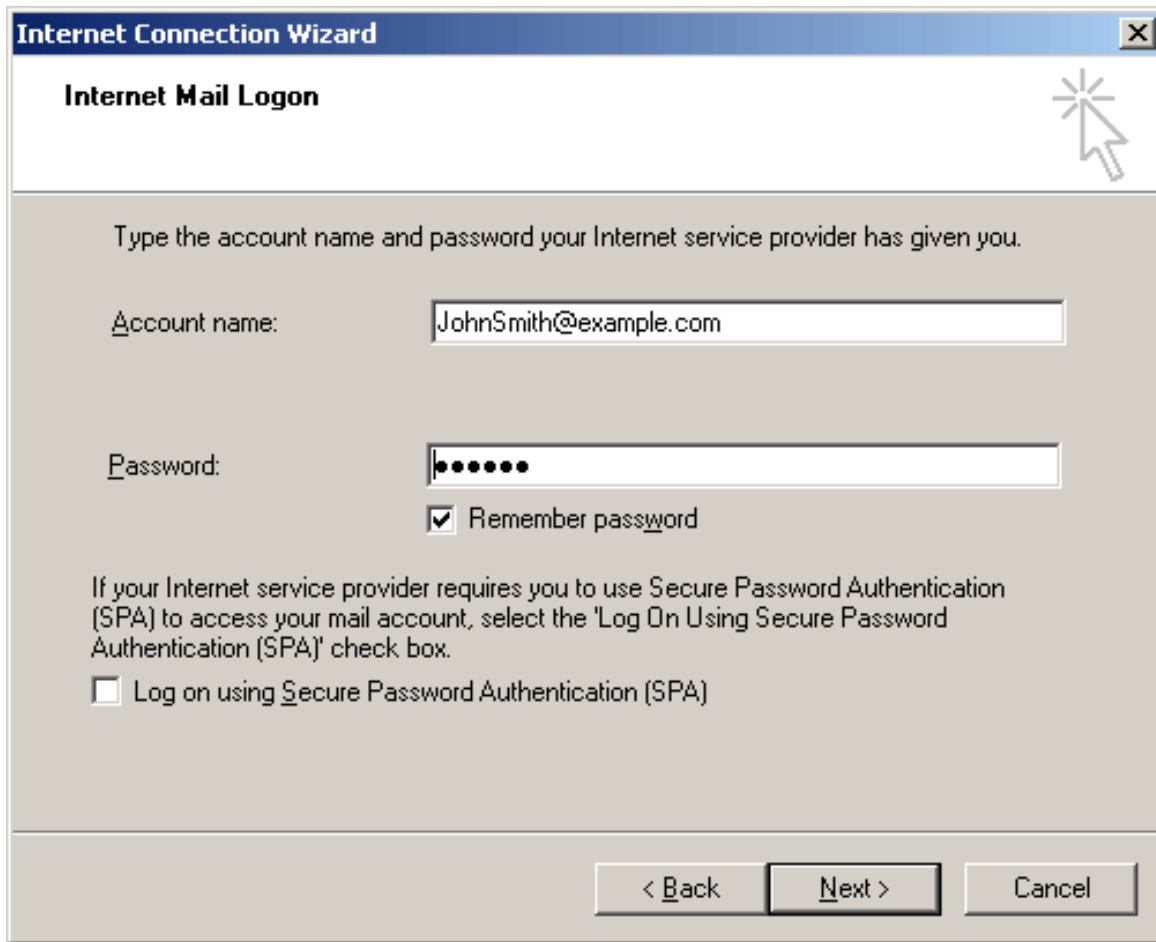 Internet Connection Wizard
Internet Mail Logon
Type the account name and password your Internet service provider has given you.
Account name: JohnSmith@example.com
Password: ●●●●●●
Remember password
If your Internet service provider requires you to use Secure Password Authentication
(SPA) to access your mail account, select the 'Log On Using Secure Password
Authentication (SPA)' check box.
Log on using Secure Password Authentication (SPA)
< Back Next > Cancel